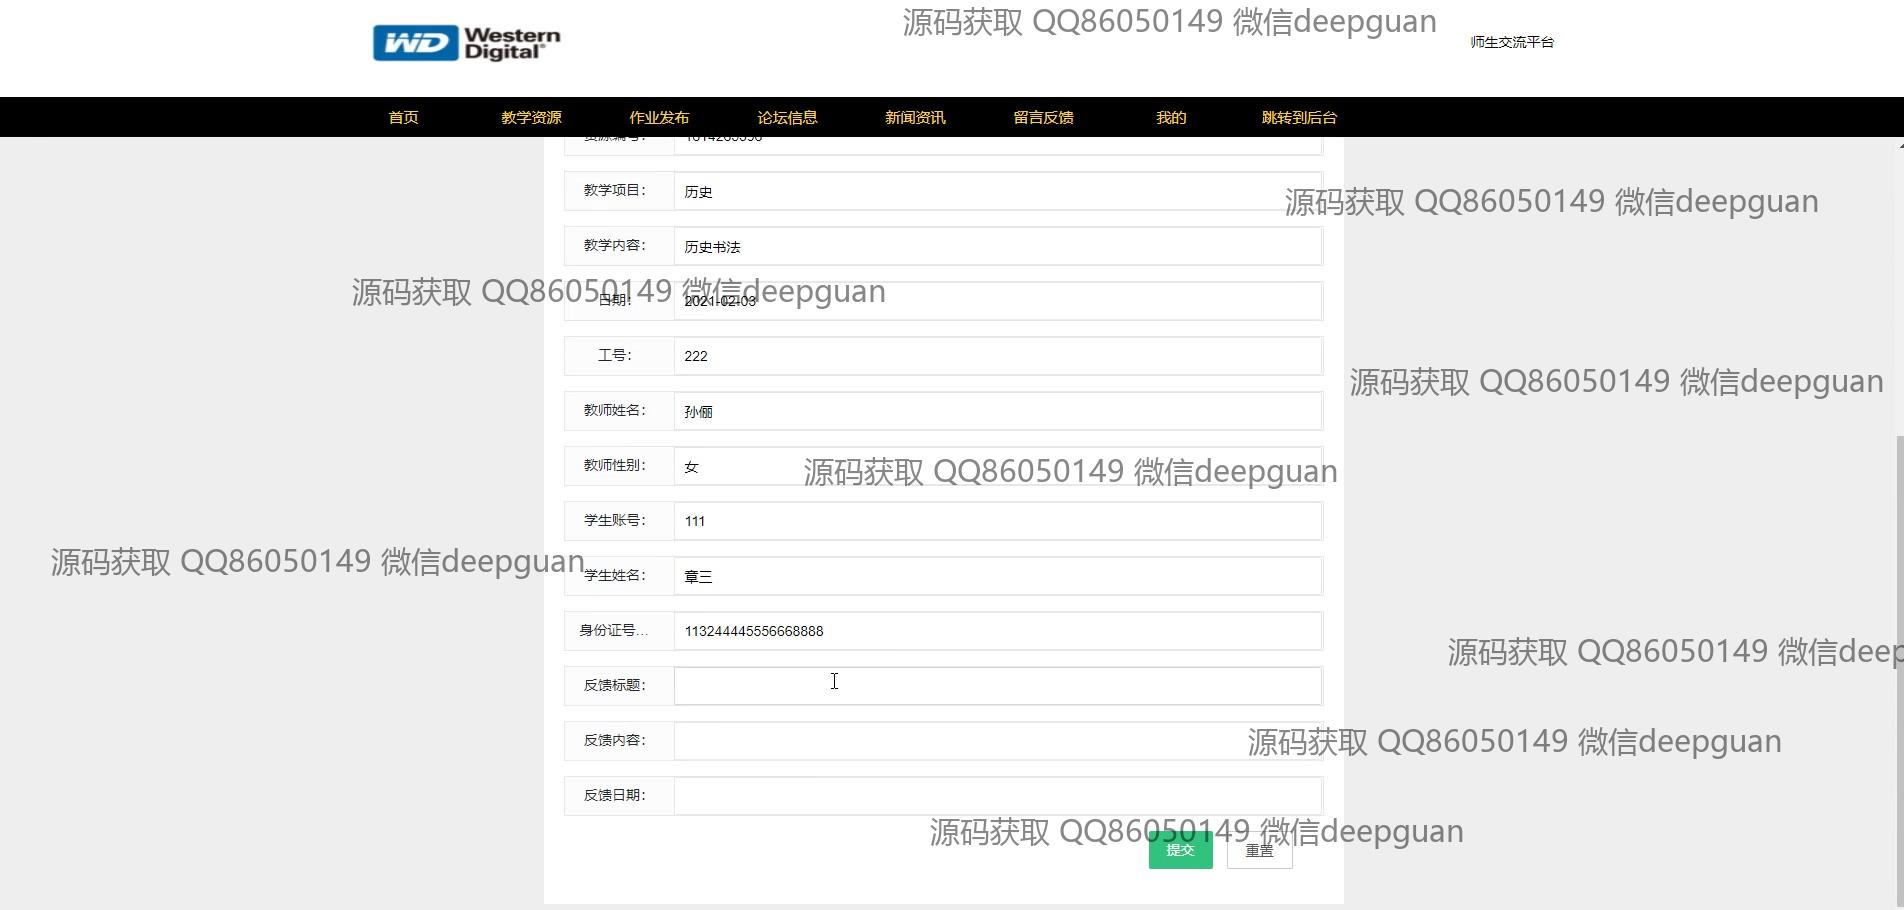 源码获取 QQ86050149 微信deepguan
WD Western Digital®
师生交流平台
首页 教学资源 作业发布 论坛信息 新闻资讯 留言反馈 我的 跳转到后台
教学项目： 历史
源码获取 QQ86050149 微信deepguan
教学内容： 历史书法
源码获取 QQ86050149 微信deepguan
日期： 2021-02-03
工号： 222
源码获取 QQ86050149 微信deepguan
教师姓名： 孙俪
教师性别： 女
源码获取 QQ86050149 微信deepguan
学生账号： 111
源码获取 QQ86050149 微信deepguan
学生姓名： 章三
身份证号... 113244445556668888
源码获取 QQ86050149 微信deep
反馈标题：
反馈内容：
源码获取 QQ86050149 微信deepguan
反馈日期：
源码获取 QQ86050149 微信deepguan
提交 重置